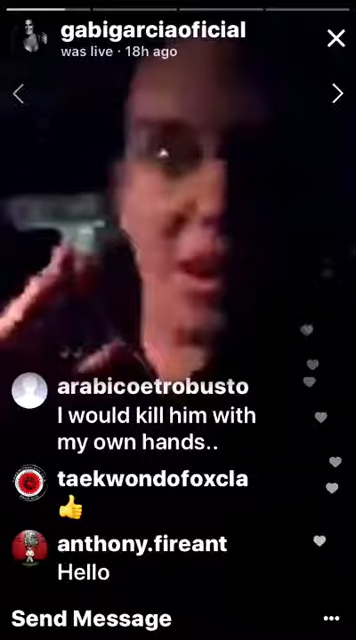 gabigarciaoficial
was live · 18h ago
arabicoetrobusto
I would kill him with
my own hands..
taekwondofoxcla
👍
anthony.fireant
Hello
Send Message